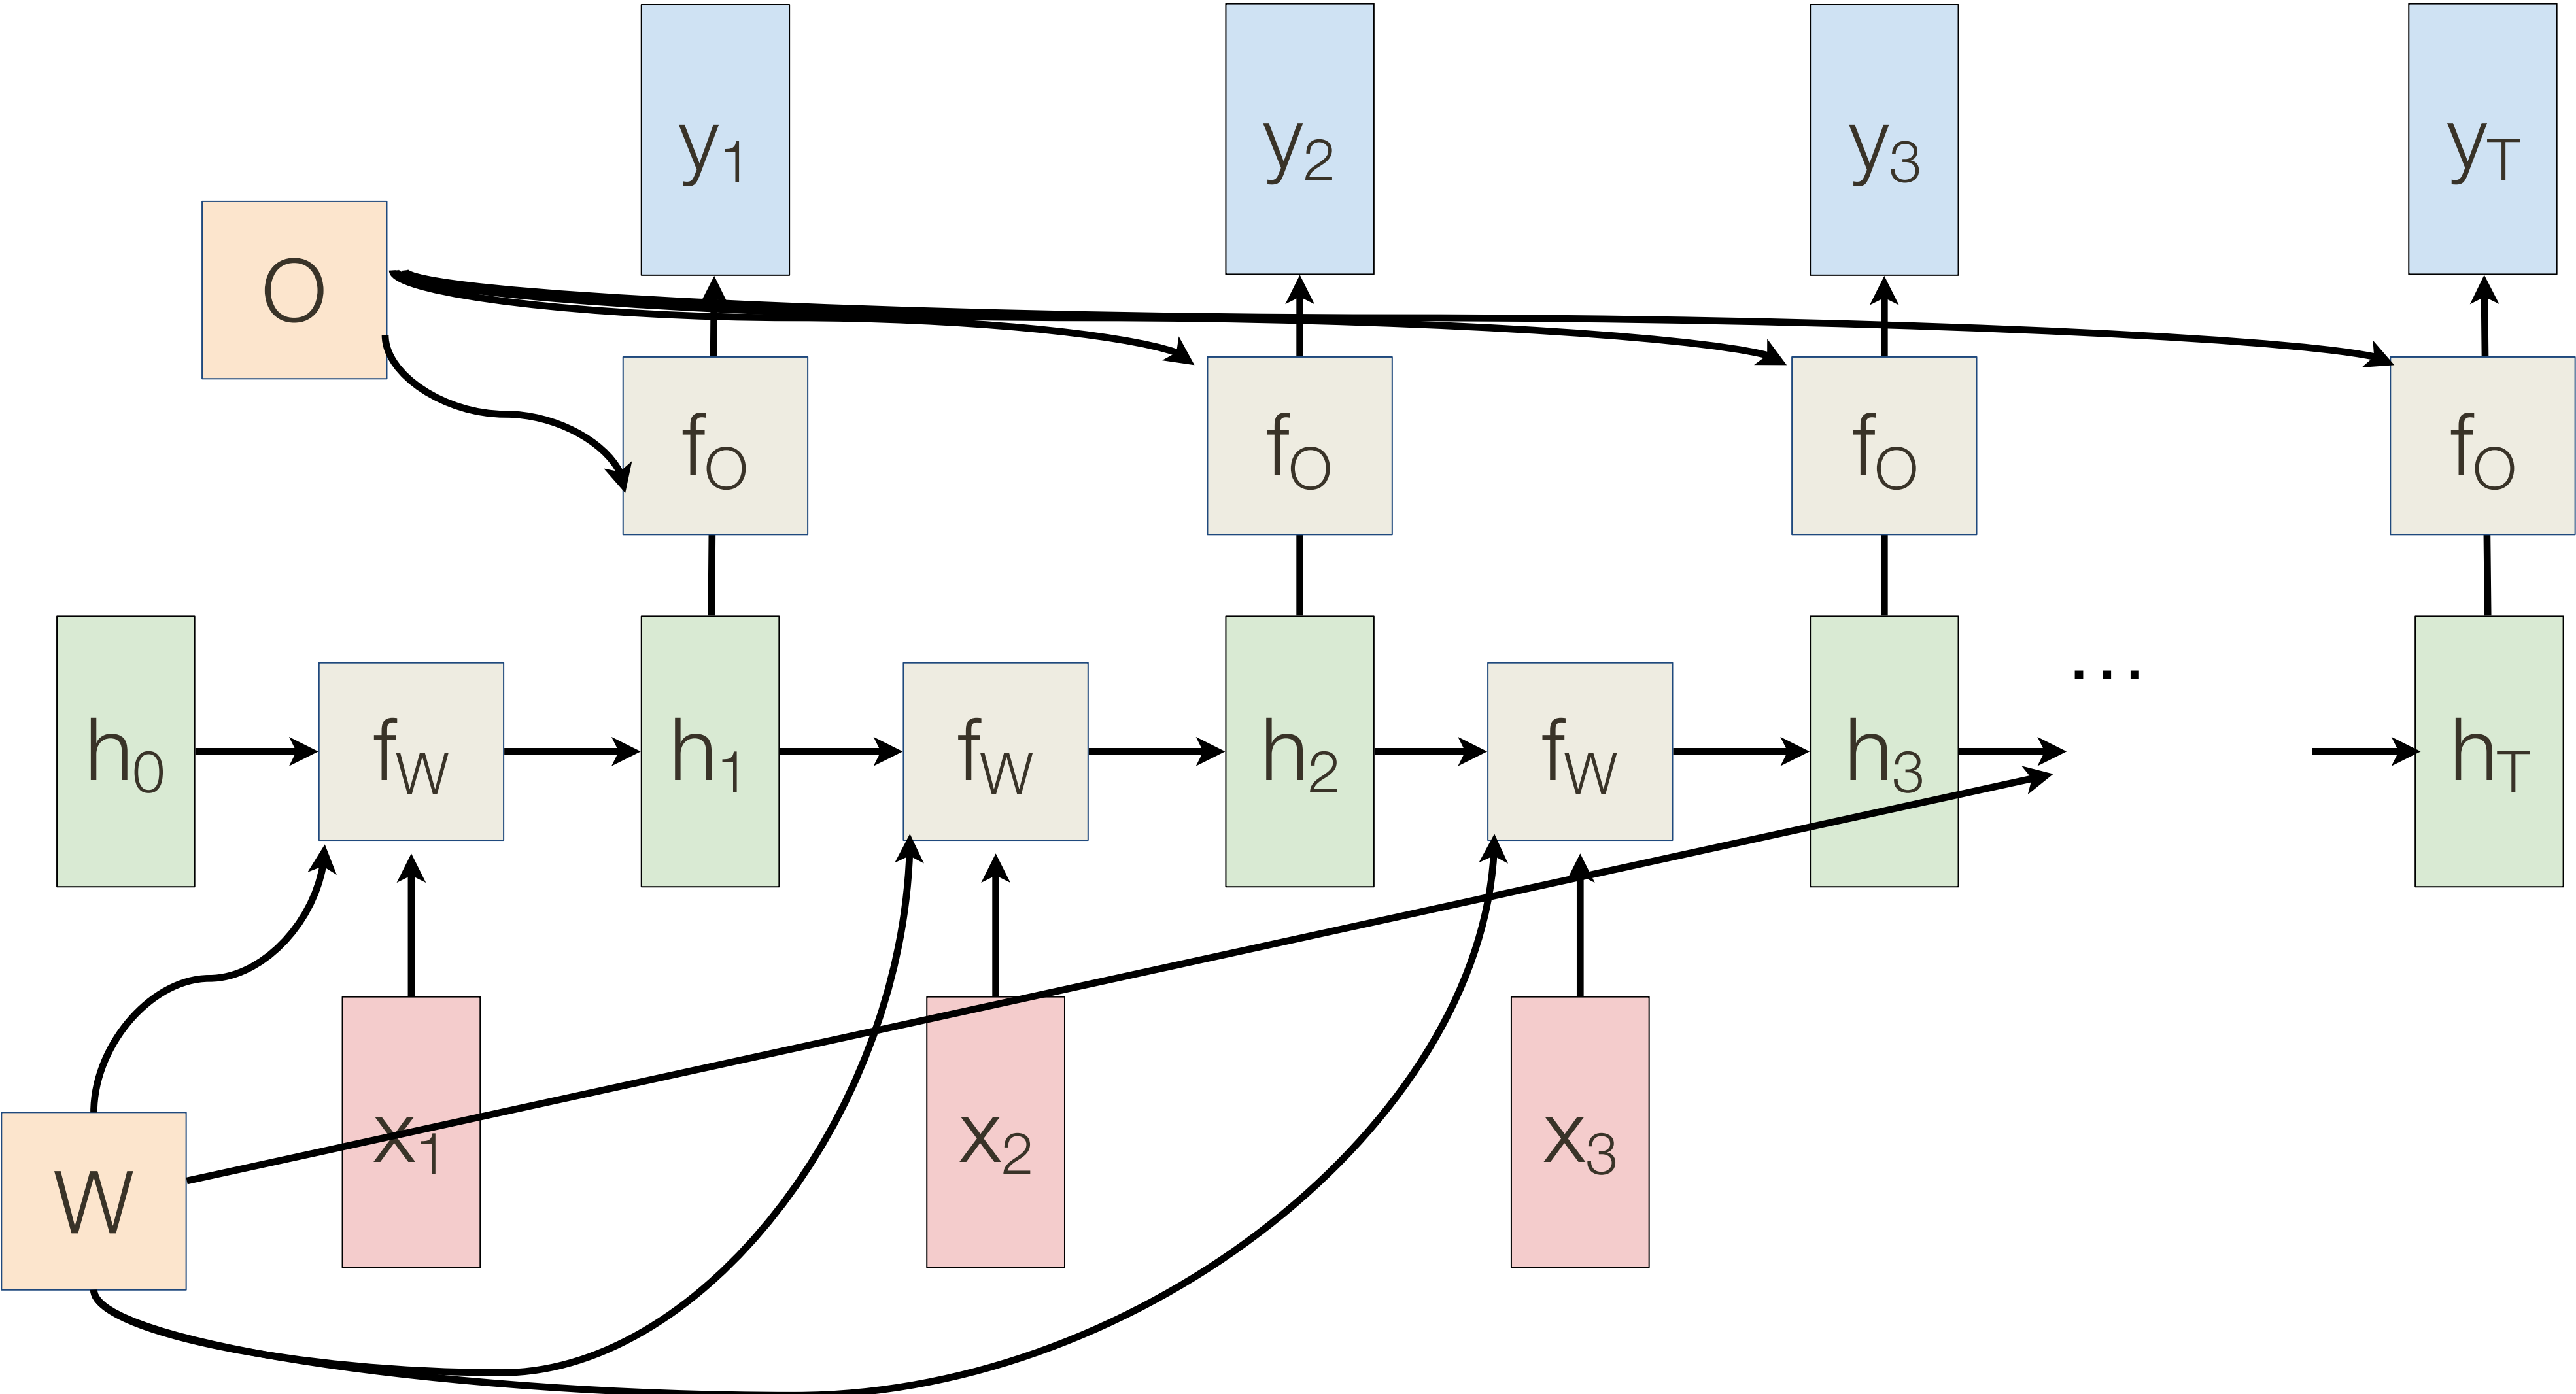 y1 y2 y3 yT
O
fO fO fO fO
...
h0 fW h1 fW h2 fW h3 hT
x1 x2 x3
W